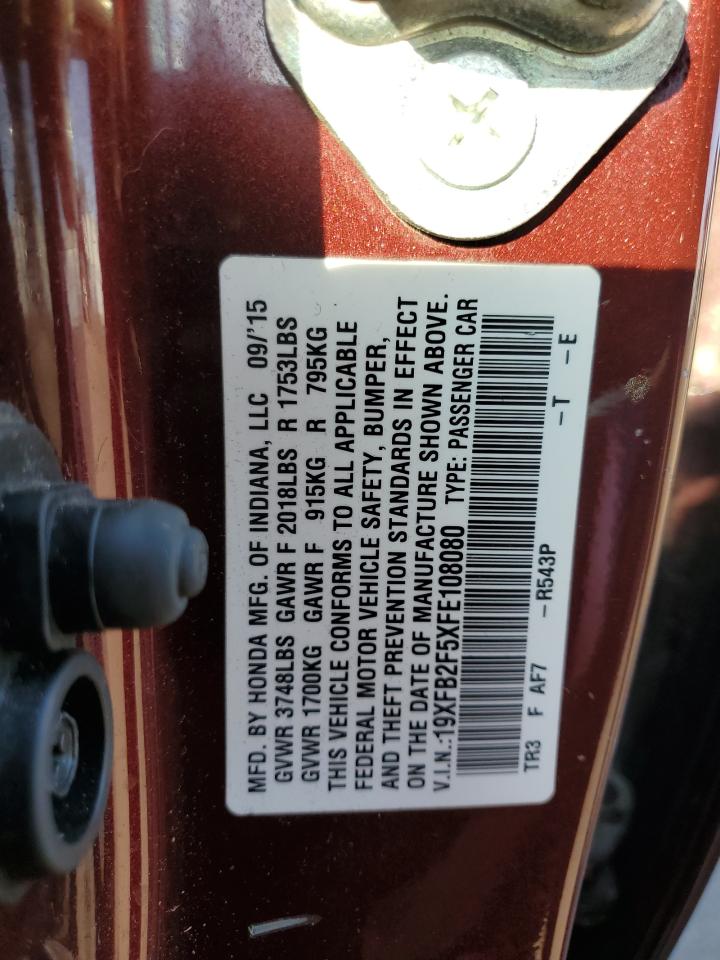 MFD. BY HONDA MFG. OF INDIANA, LLC 09/'15
GVWR 3748LBS GAWR F 2018LBS R 1753LBS
GVWR 1700KG GAWR F 915KG R 795KG
THIS VEHICLE CONFORMS TO ALL APPLICABLE
FEDERAL MOTOR VEHICLE SAFETY, BUMPER,
AND THEFT PREVENTION STANDARDS IN EFFECT
ON THE DATE OF MANUFACTURE SHOWN ABOVE.
V.I.N.:19XFB2F5XFE108080 TYPE: PASSENGER CAR
TR3 F AF7 -R543P -T -E